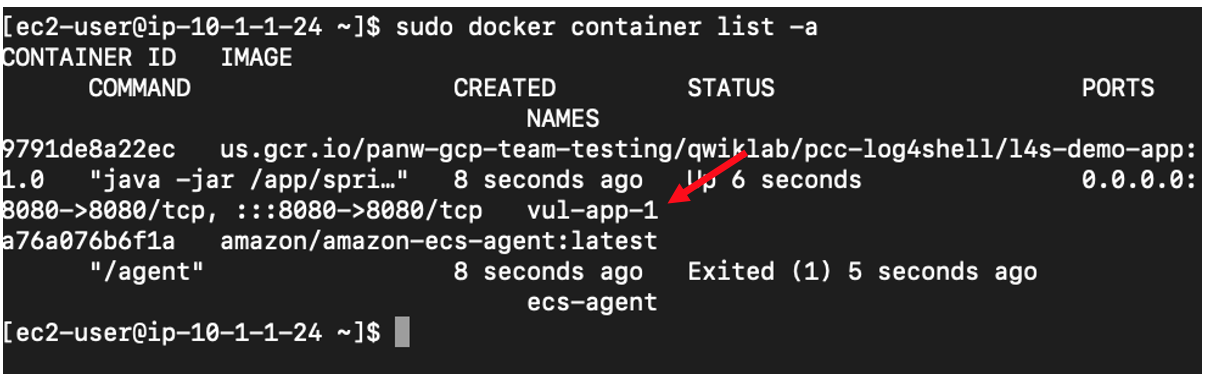 [ec2-user@ip-10-1-1-24 ~]$ sudo docker container list -a
CONTAINER ID   IMAGE
      COMMAND                  CREATED         STATUS                     PORTS
                                   NAMES
9791de8a22ec   us.gcr.io/panw-gcp-team-testing/qwiklab/pcc-log4shell/l4s-demo-app:
1.0   "java -jar /app/spri…"   8 seconds ago   Up 6 seconds               0.0.0.0:
8080->8080/tcp, :::8080->8080/tcp   vul-app-1
a76a076b6f1a   amazon/amazon-ecs-agent:latest
      "/agent"                 8 seconds ago   Exited (1) 5 seconds ago
                                   ecs-agent
[ec2-user@ip-10-1-1-24 ~]$